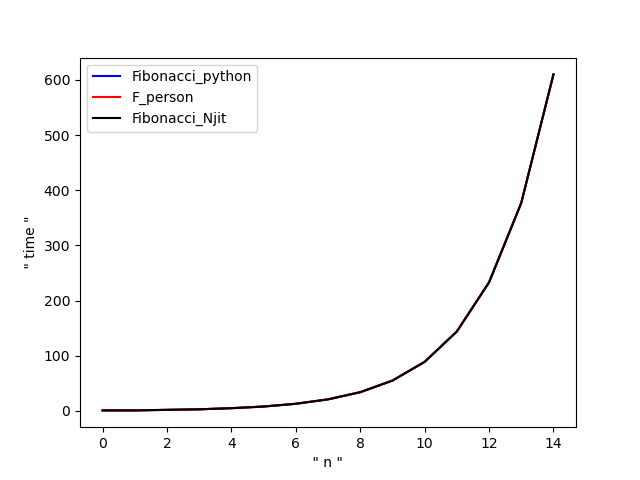 Fibonacci_python
F_person
Fibonacci_Njit
600
500
400
300
200
100
0
" time "
0 2 4 6 8 10 12 14
" n "